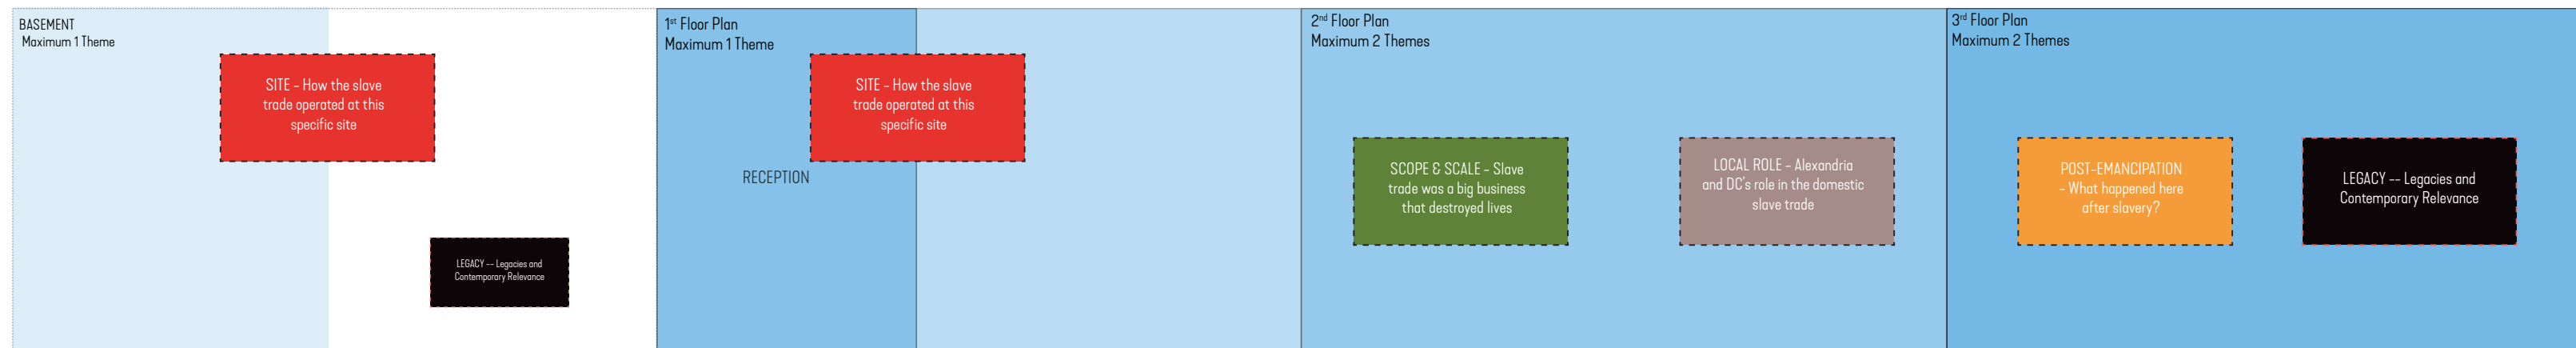 BASEMENT
Maximum 1 Theme
SITE - How the slave
trade operated at this
specific site
LEGACY -- Legacies and
Contemporary Relevance
1st Floor Plan
Maximum 1 Theme
SITE - How the slave
trade operated at this
specific site
RECEPTION
2nd Floor Plan
Maximum 2 Themes
SCOPE & SCALE - Slave
trade was a big business
that destroyed lives
LOCAL ROLE - Alexandria
and DC's role in the domestic
slave trade
3rd Floor Plan
Maximum 2 Themes
POST-EMANCIPATION
- What happened here
after slavery?
LEGACY -- Legacies and
Contemporary Relevance